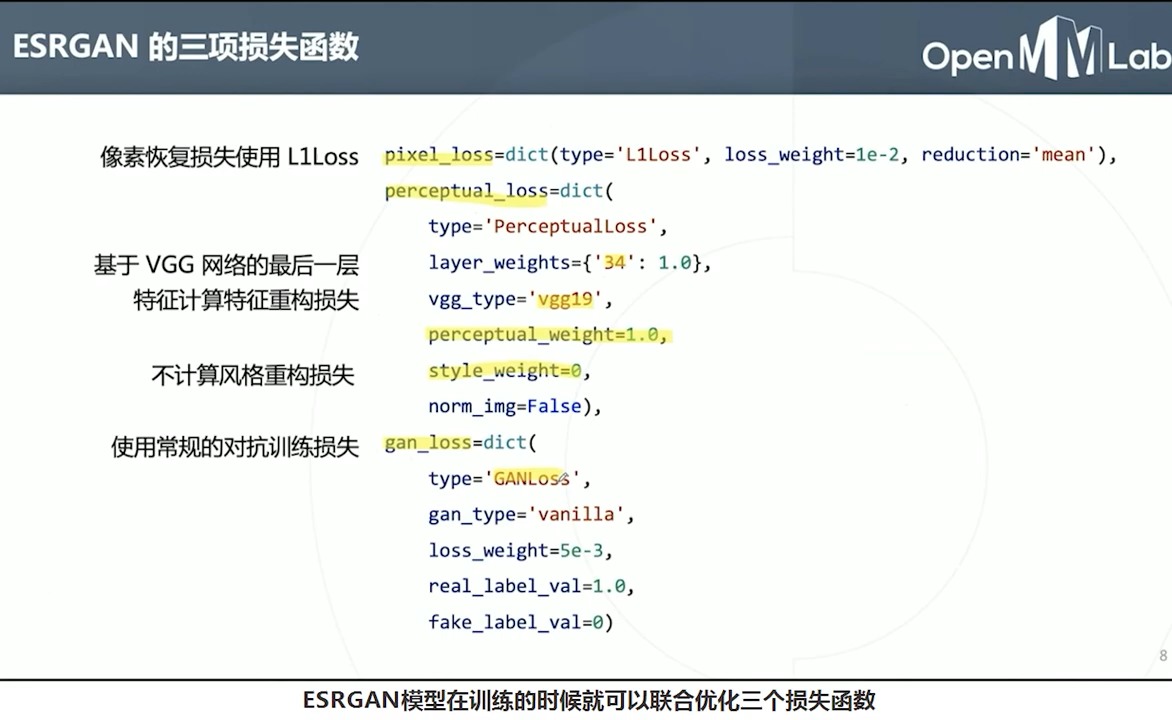 ESRGAN 的三项损失函数
OpenMMLab
像素恢复损失使用 L1Loss
pixel_loss=dict(type='L1Loss', loss_weight=1e-2, reduction='mean'),
perceptual_loss=dict(
type='PerceptualLoss',
基于 VGG 网络的最后一层
layer_weights={'34': 1.0},
特征计算特征重构损失
vgg_type='vgg19',
perceptual_weight=1.0,
不计算风格重构损失
style_weight=0,
norm_img=False),
使用常规的对抗训练损失
gan_loss=dict(
type='GANLoss',
gan_type='vanilla',
loss_weight=5e-3,
real_label_val=1.0,
fake_label_val=0)
8
ESRGAN模型在训练的时候就可以联合优化三个损失函数